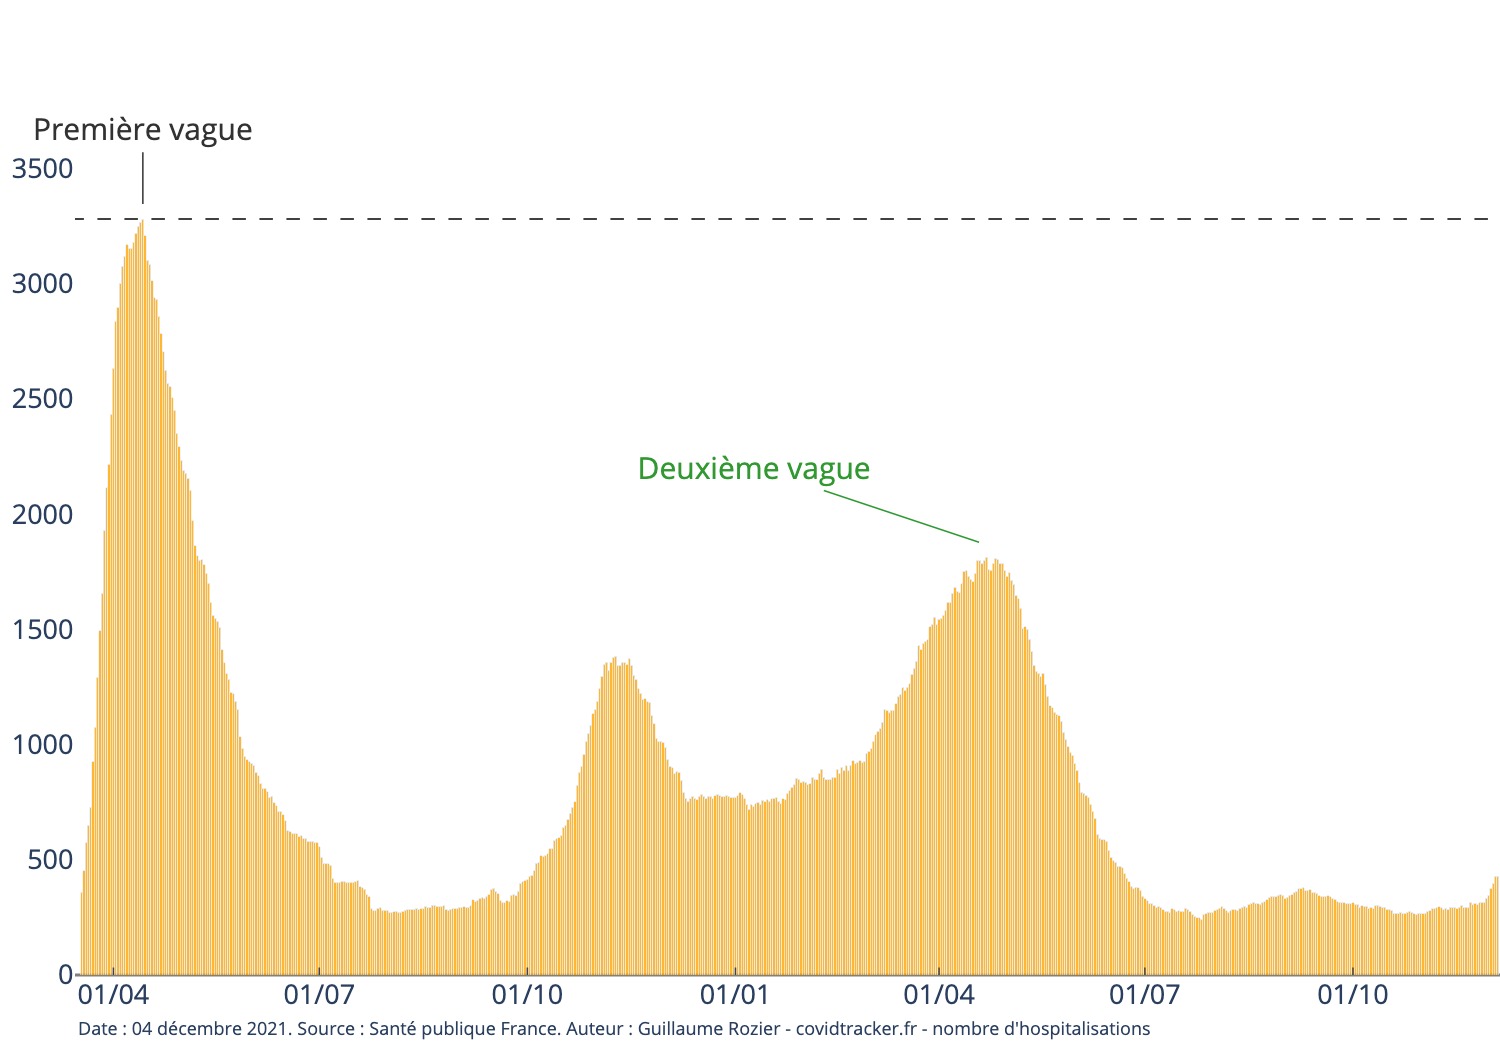 Première vague
3500
3000
2500
Deuxième vague
2000
1500
1000
500
0
01/04 01/07 01/10 01/01 01/04 01/07 01/10
Date : 04 décembre 2021. Source : Santé publique France. Auteur : Guillaume Rozier - covidtracker.fr - nombre d'hospitalisations